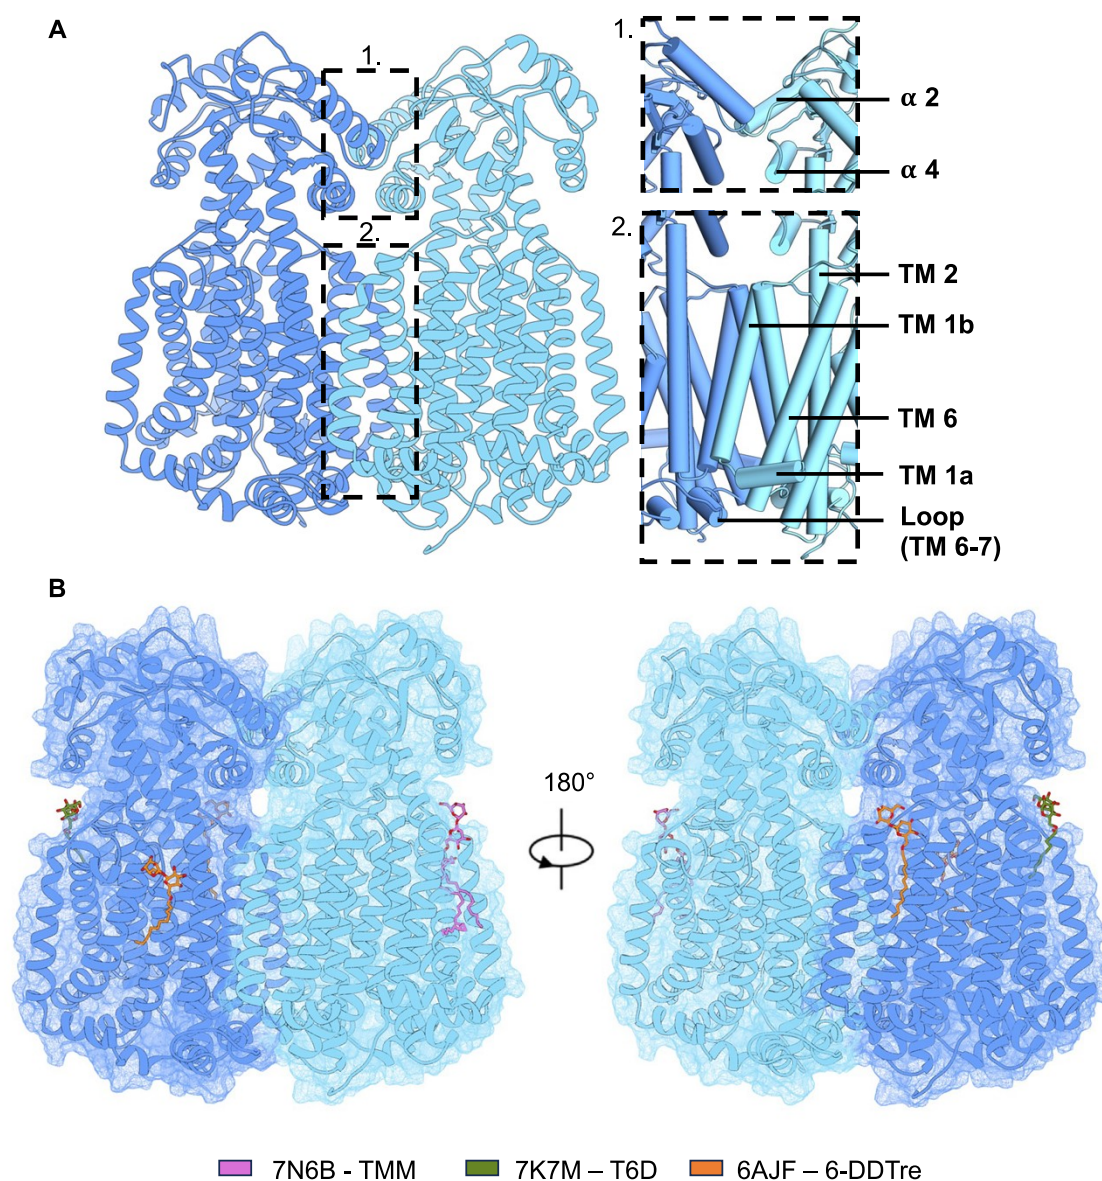 A
1.
2.
1.
α 2
α 4
2.
TM 2
TM 1b
TM 6
TM 1a
Loop
(TM 6-7)
B
180°
7N6B - TMM
7K7M – T6D
6AJF – 6-DDTre